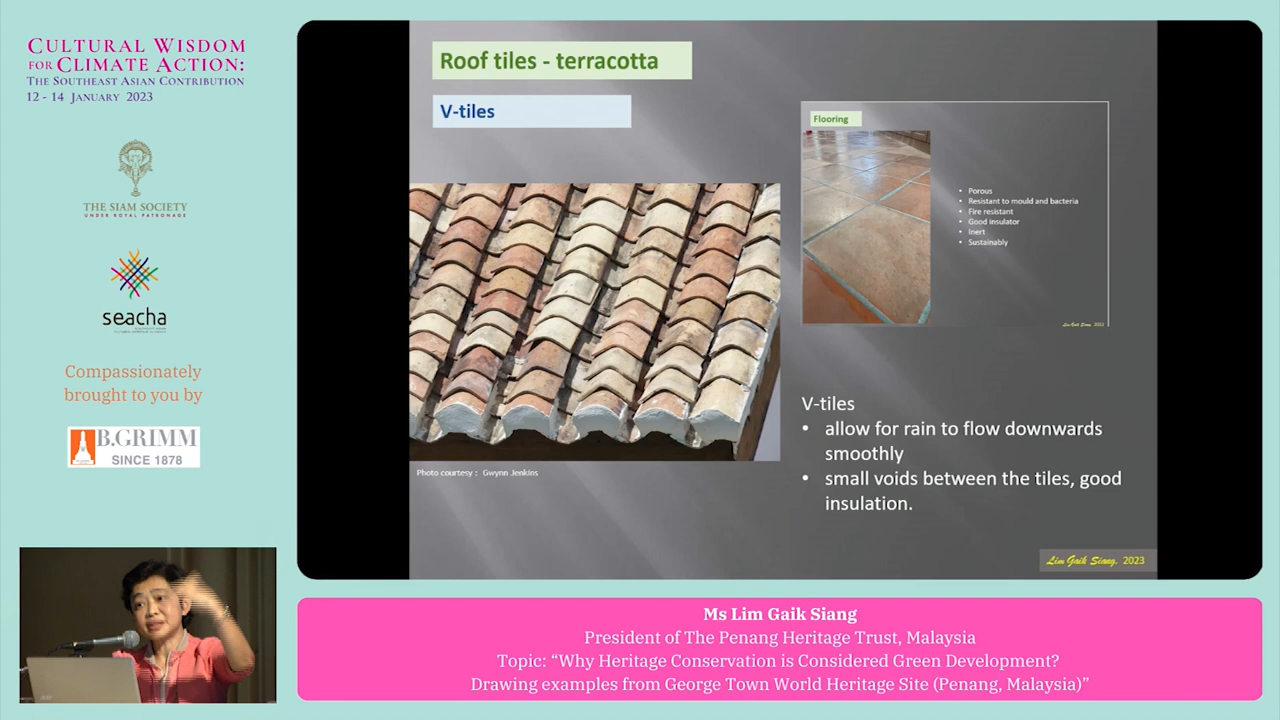 CULTURAL WISDOM
FOR CLIMATE ACTION:
THE SOUTHEAST ASIAN CONTRIBUTION
12 - 14 JANUARY 2023
THE SIAM SOCIETY
UNDER ROYAL PATRONAGE
seacha
Compassionately
brought to you by
B.GRIMM
SINCE 1878
Roof tiles - terracotta
V-tiles
Photo courtesy : Gwynn Jenkins
Flooring
• Porous
• Resistant to mould and bacteria
• Fire resistant
• Good insulator
• Inert
• Sustainably
Lim Gaik Siang 2023
V-tiles
• allow for rain to flow downwards
smoothly
• small voids between the tiles, good
insulation.
Lim Gaik Siang. 2023
Ms Lim Gaik Siang
President of The Penang Heritage Trust, Malaysia
Topic: “Why Heritage Conservation is Considered Green Development?
Drawing examples from George Town World Heritage Site (Penang, Malaysia)”